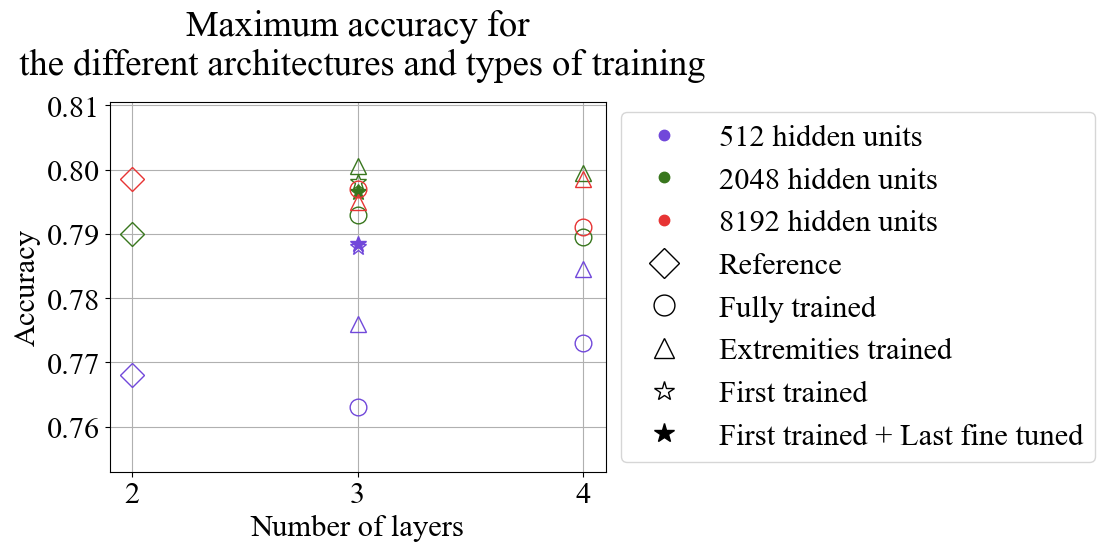 Maximum accuracy for
the different architectures and types of training
0.81
0.80
0.79
0.78
0.77
0.76
Accuracy
2
3
4
Number of layers
512 hidden units
2048 hidden units
8192 hidden units
Reference
Fully trained
Extremities trained
First trained
First trained + Last fine tuned